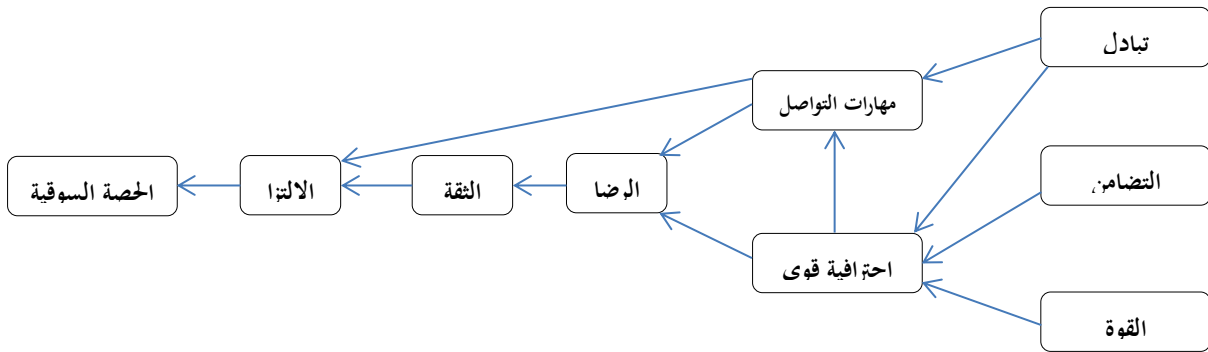 تبادل
مهارات التواصل
التضامن
الرضا
الثقة
الالتزا
الحصة السوقية
احترافية قوى
القوة